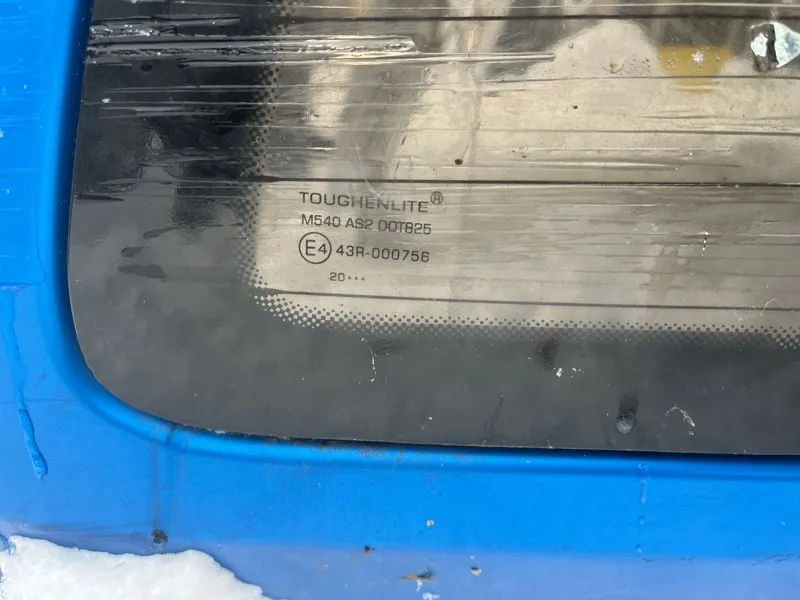 TOUGHENLITE®
M540 AS2 DOT825
E4 43R-000756
20•••